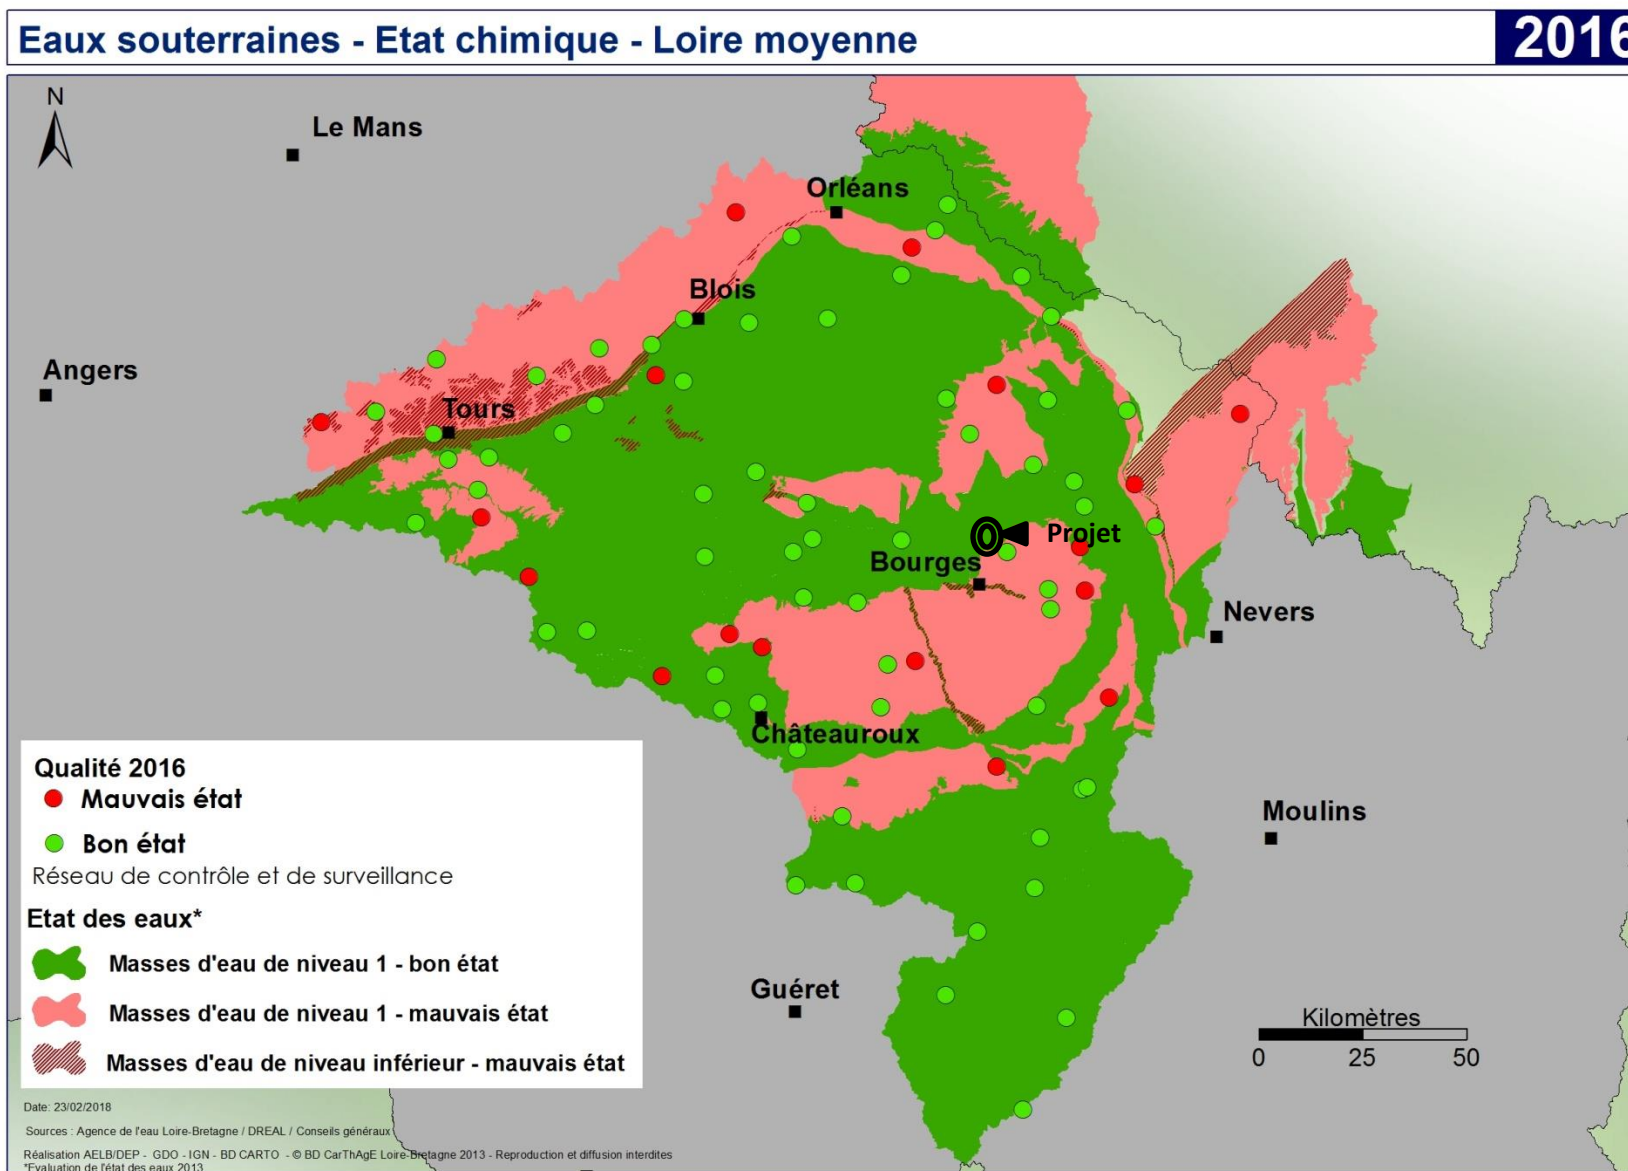 Eaux souterraines - Etat chimique - Loire moyenne
2016
N
Le Mans
Orléans
Blois
Angers
Tours
Projet
Bourges
Nevers
Châteauroux
Qualité 2016
Mauvais état
Bon état
Réseau de contrôle et de surveillance
Moulins
Etat des eaux*
Masses d'eau de niveau 1 - bon état
Guéret
Masses d'eau de niveau 1 - mauvais état
Kilomètres
0 25 50
Masses d'eau de niveau inférieur - mauvais état
Date: 23/02/2018
Sources : Agence de l'eau Loire-Bretagne / DREAL / Conseils généraux
Réalisation AELB/DEP - GDO - IGN - BD CARTO - © BD CarThAgE Loire-Bretagne 2013 - Reproduction et diffusion interdites
*Evaluation de l'état des eaux 2013